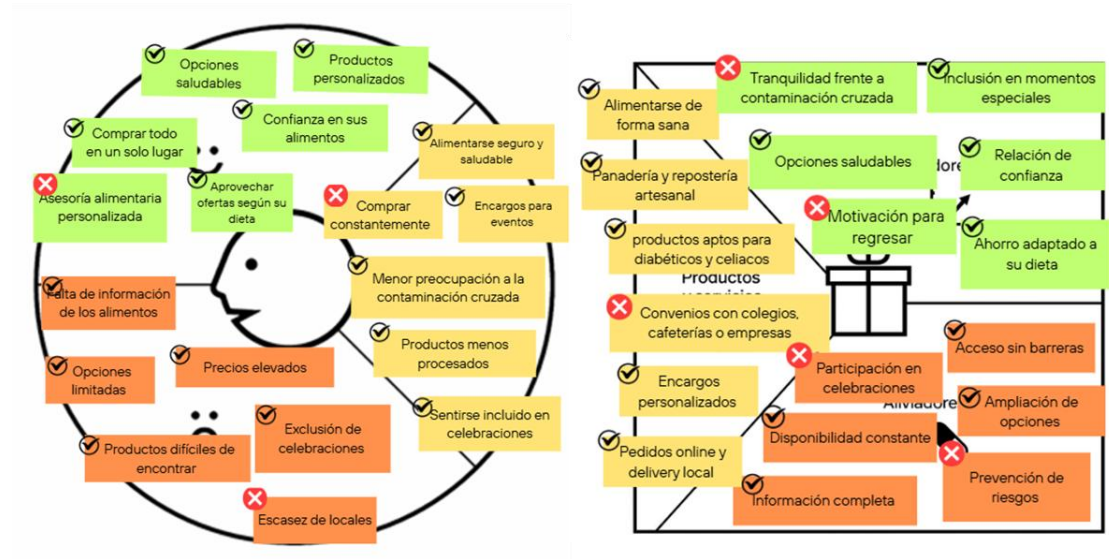 Opciones
saludables
Productos
personalizados
Confianza en sus
alimentos
Comprar todo
en un solo lugar
Asesoría alimentaria
personalizada
Aprovechar
ofertas según su
dieta
Alimentarse seguro y
saludable
Comprar
constantemente
Encargos para
eventos
Menor preocupación a la
contaminación cruzada
Productos menos
procesados
Sentirse incluido en
celebraciones
Falta de información
de los alimentos
Opciones
limitadas
Precios elevados
Exclusión de
celebraciones
Productos difíciles de
encontrar
Escasez de locales
Alimentarse de
forma sana
Tranquilidad frente a
contaminación cruzada
Inclusión en momentos
especiales
Panadería y repostería
artesanal
Opciones saludables
Relación de
confianza
Motivación para
regresar
Ahorro adaptado a
su dieta
productos aptos para
diabéticos y celiacos
Productos
Convenios con colegios,
cafeterías o empresas
Encargos
personalizados
Pedidos online y
delivery local
Participación en
celebraciones
Acceso sin barreras
Ampliación de
opciones
Disponibilidad constante
Prevención de
riesgos
Información completa